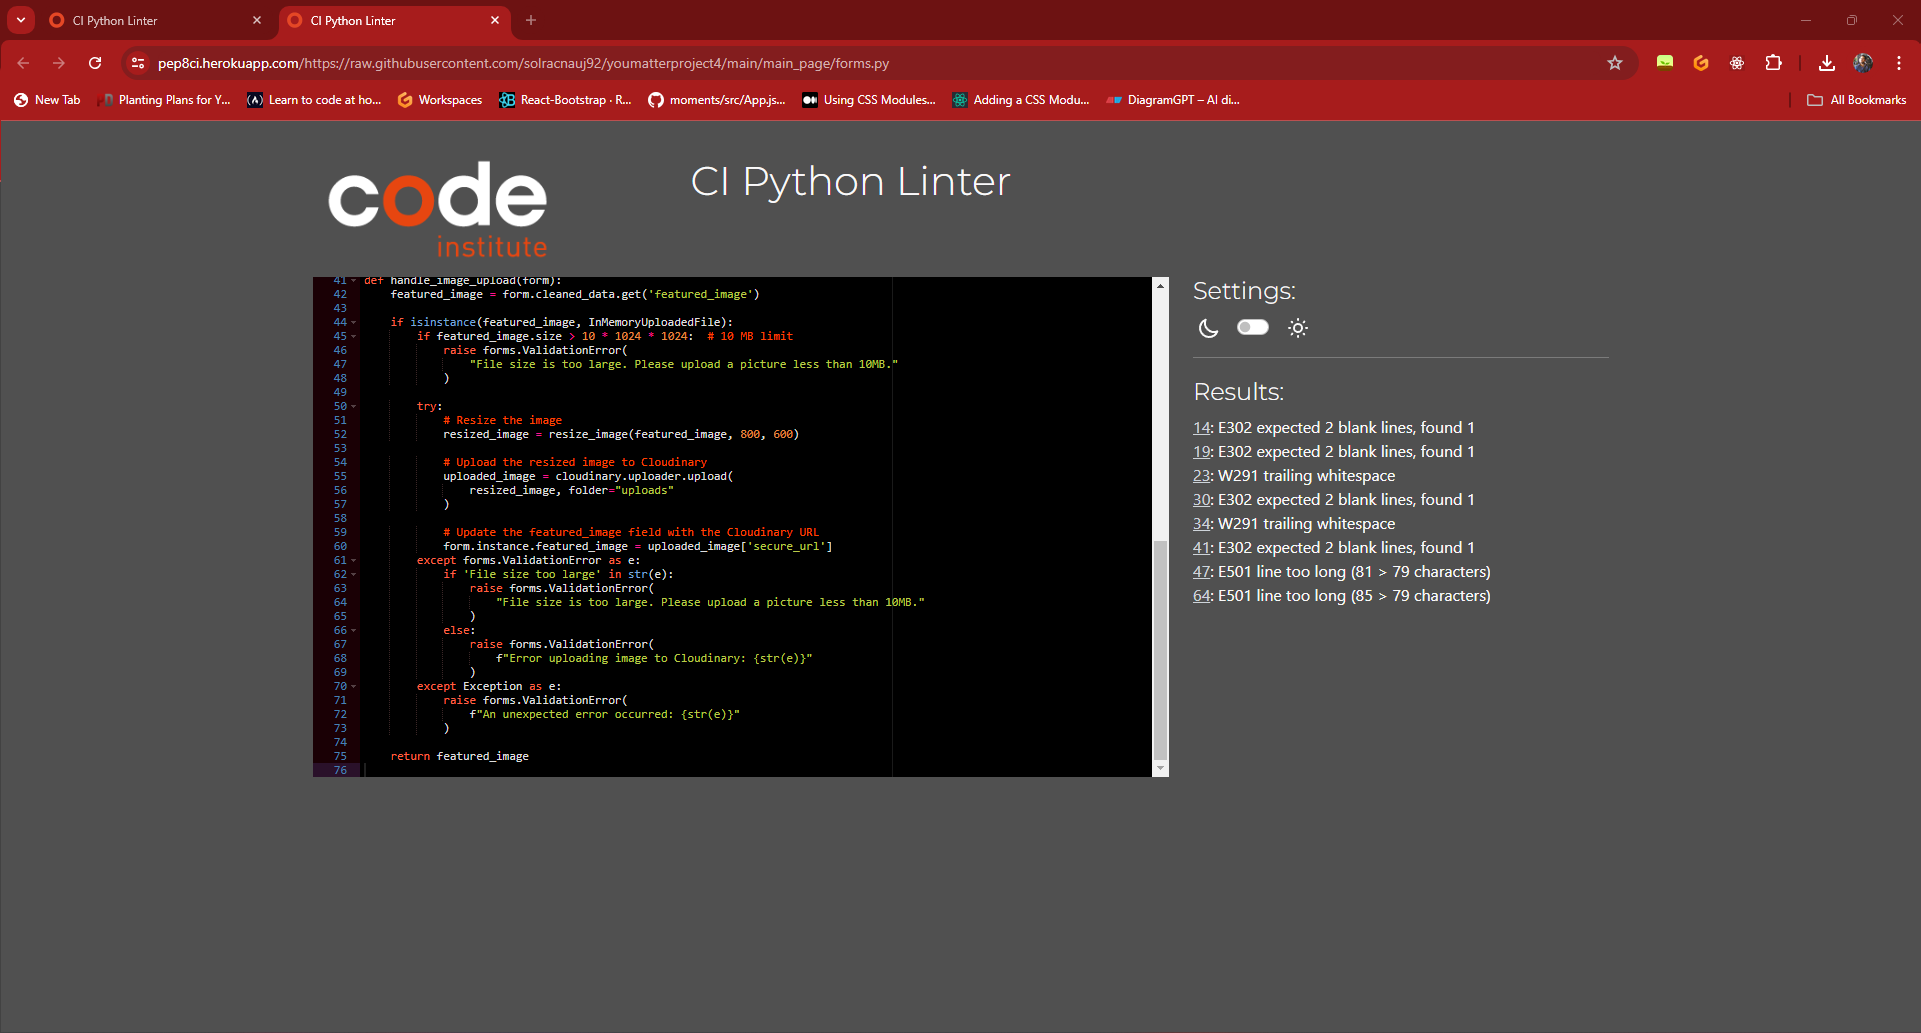 CI Python Linter
CI Python Linter
pep8ci.herokuapp.com/https://raw.githubusercontent.com/solracnauj92/youmatterproject4/main/main_page/forms.py
New Tab
Planting Plans for Y...
Learn to code at ho...
Workspaces
React-Bootstrap · R...
moments/src/App.js...
Using CSS Modules...
Adding a CSS Modu...
DiagramGPT – AI di...
All Bookmarks
code
institute
CI Python Linter
41 def handle_image_upload(form):
42     featured_image = form.cleaned_data.get('featured_image')
43
44     if isinstance(featured_image, InMemoryUploadedFile):
45         if featured_image.size > 10 * 1024 * 1024:  # 10 MB limit
46             raise forms.ValidationError(
47                 "File size is too large. Please upload a picture less than 10MB."
48             )
49
50         try:
51             # Resize the image
52             resized_image = resize_image(featured_image, 800, 600)
53
54             # Upload the resized image to Cloudinary
55             uploaded_image = cloudinary.uploader.upload(
56                 resized_image, folder="uploads"
57             )
58
59             # Update the featured_image field with the Cloudinary URL
60             form.instance.featured_image = uploaded_image['secure_url']
61         except forms.ValidationError as e:
62             if 'File size too large' in str(e):
63                 raise forms.ValidationError(
64                     "File size is too large. Please upload a picture less than 10MB."
65                 )
66             else:
67                 raise forms.ValidationError(
68                     f"Error uploading image to Cloudinary: {str(e)}"
69                 )
70         except Exception as e:
71             raise forms.ValidationError(
72                 f"An unexpected error occurred: {str(e)}"
73             )
74
75     return featured_image
76
Settings:
Results:
14: E302 expected 2 blank lines, found 1
19: E302 expected 2 blank lines, found 1
23: W291 trailing whitespace
30: E302 expected 2 blank lines, found 1
34: W291 trailing whitespace
41: E302 expected 2 blank lines, found 1
47: E501 line too long (81 > 79 characters)
64: E501 line too long (85 > 79 characters)